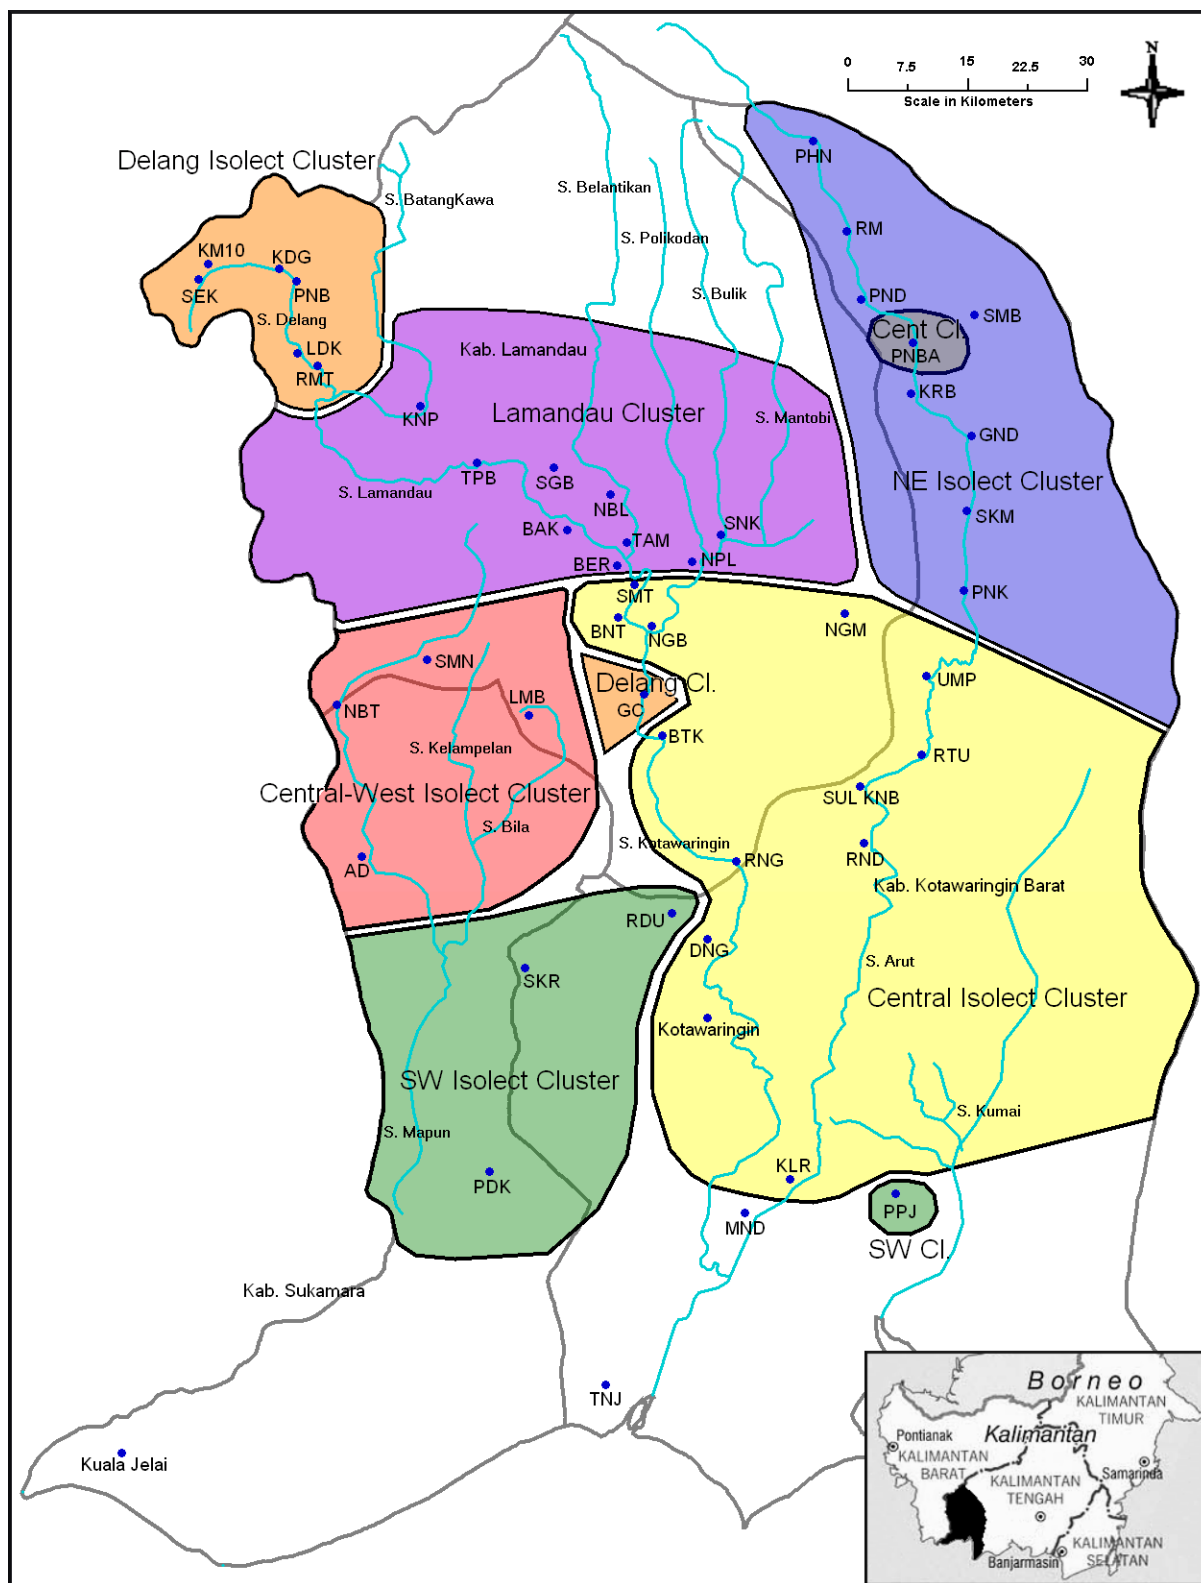 N
0 7.5 15 22.5 30
Scale in Kilometers
PHN
Delang Isolect Cluster
S. BatangKawa
S. Belantikan
RM
S. Polikodan
KM10
KDG
SEK
PNB
S. Bulik
PND
SMB
S. Delang
Cent Cl.
LDK
Kab. Lamandau
PNBA
RMT
KRB
KNP
Lamandau Cluster
S. Mantobi
GND
TPB
SGB
NE Isolect Cluster
S. Lamandau
NBL
SKM
BAK
SNK
TAM
BER
NPL
SMT
PNK
BNT
NGB
NGM
SMN
Delang Cl.
UMP
NBT
LMB
GC
BTK
S. Kelampelan
RTU
Central-West Isolect Cluster
SUL KNB
S. Bila
S. Kotawaringin
RND
AD
RNG
Kab. Kotawaringin Barat
RDU
DNG
SKR
S. Arut
Central Isolect Cluster
Kotawaringin
SW Isolect Cluster
S. Kumai
S. Mapun
KLR
PDK
PPJ
MND
SW Cl.
Kab. Sukamara
TNJ
Kuala Jelai
Borneo
KALIMANTAN
TIMUR
Pontianak
Kalimantan
KALIMANTAN
BARAT
Samarinda
KALIMANTAN
TENGAH
KALIMANTAN
SELATAN
Banjarmasin